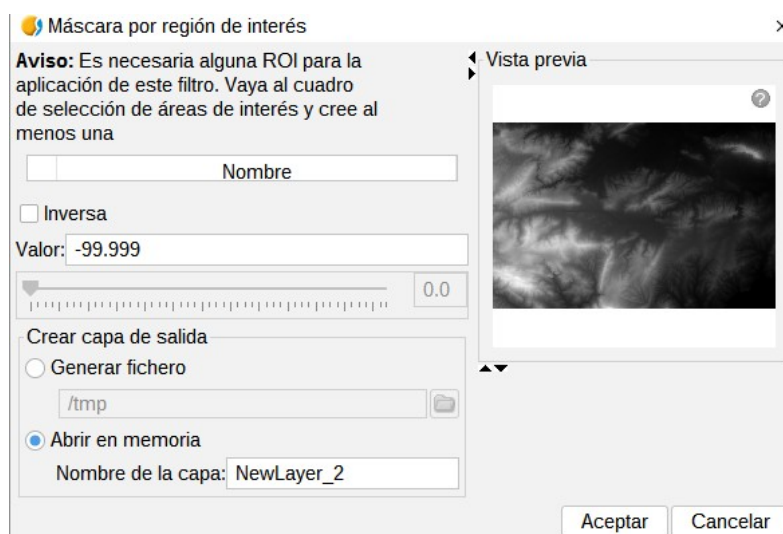 Máscara por región de interés
Aviso: Es necesaria alguna ROI para la
aplicación de este filtro. Vaya al cuadro
de selección de áreas de interés y cree al
menos una
Nombre
Inversa
Valor: -99.999
0.0
Crear capa de salida
Generar fichero
/tmp
Abrir en memoria
Nombre de la capa: NewLayer_2
Vista previa
?
Aceptar
Cancelar